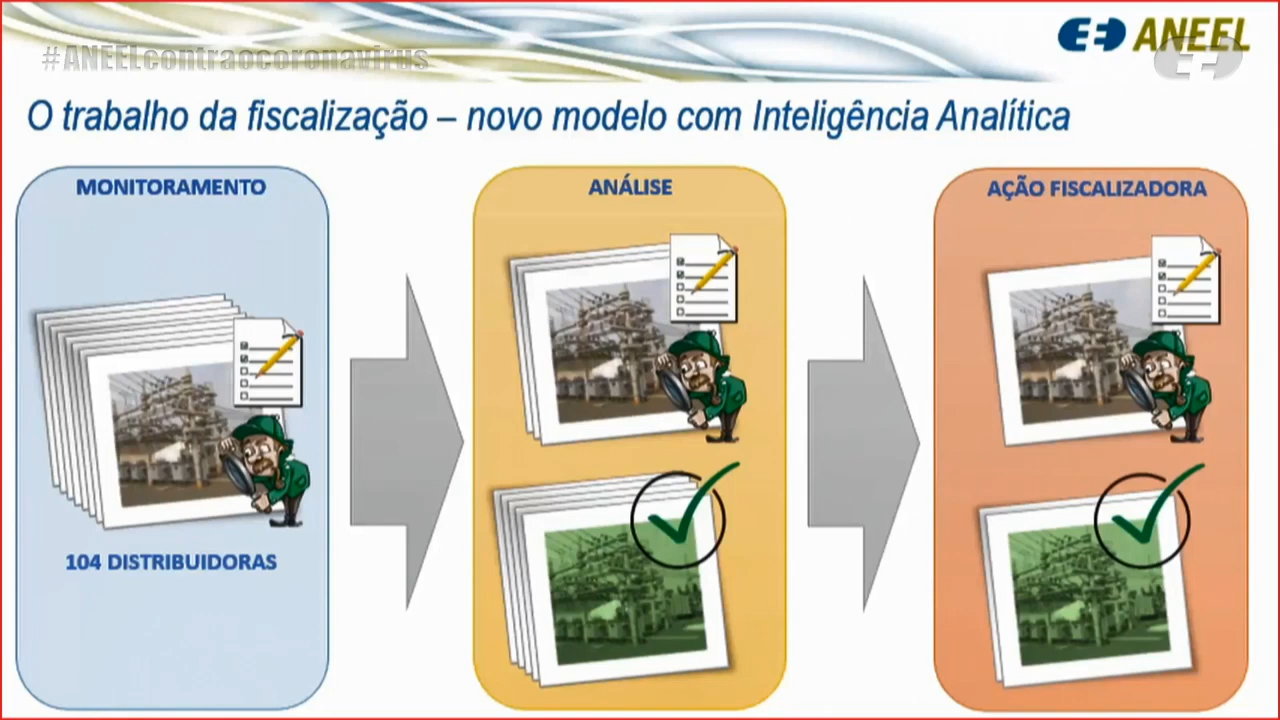 ANEEL
#ANEELcontraocoronavirus
O trabalho da fiscalização – novo modelo com Inteligência Analítica
MONITORAMENTO
ANÁLISE
AÇÃO FISCALIZADORA
104 DISTRIBUIDORAS